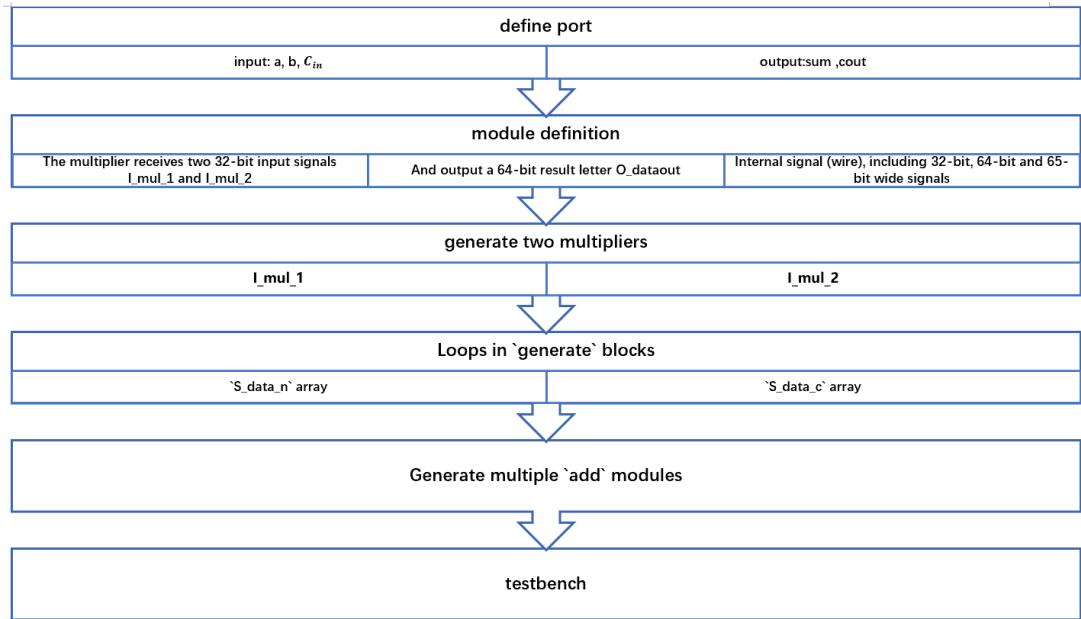 define port
input: a, b, C_in
output:sum ,cout
module definition
The multiplier receives two 32-bit input signals
I_mul_1 and I_mul_2
And output a 64-bit result letter O_dataout
Internal signal (wire), including 32-bit, 64-bit and 65-
bit wide signals
generate two multipliers
I_mul_1
I_mul_2
Loops in `generate` blocks
`S_data_n` array
`S_data_c` array
Generate multiple `add` modules
testbench